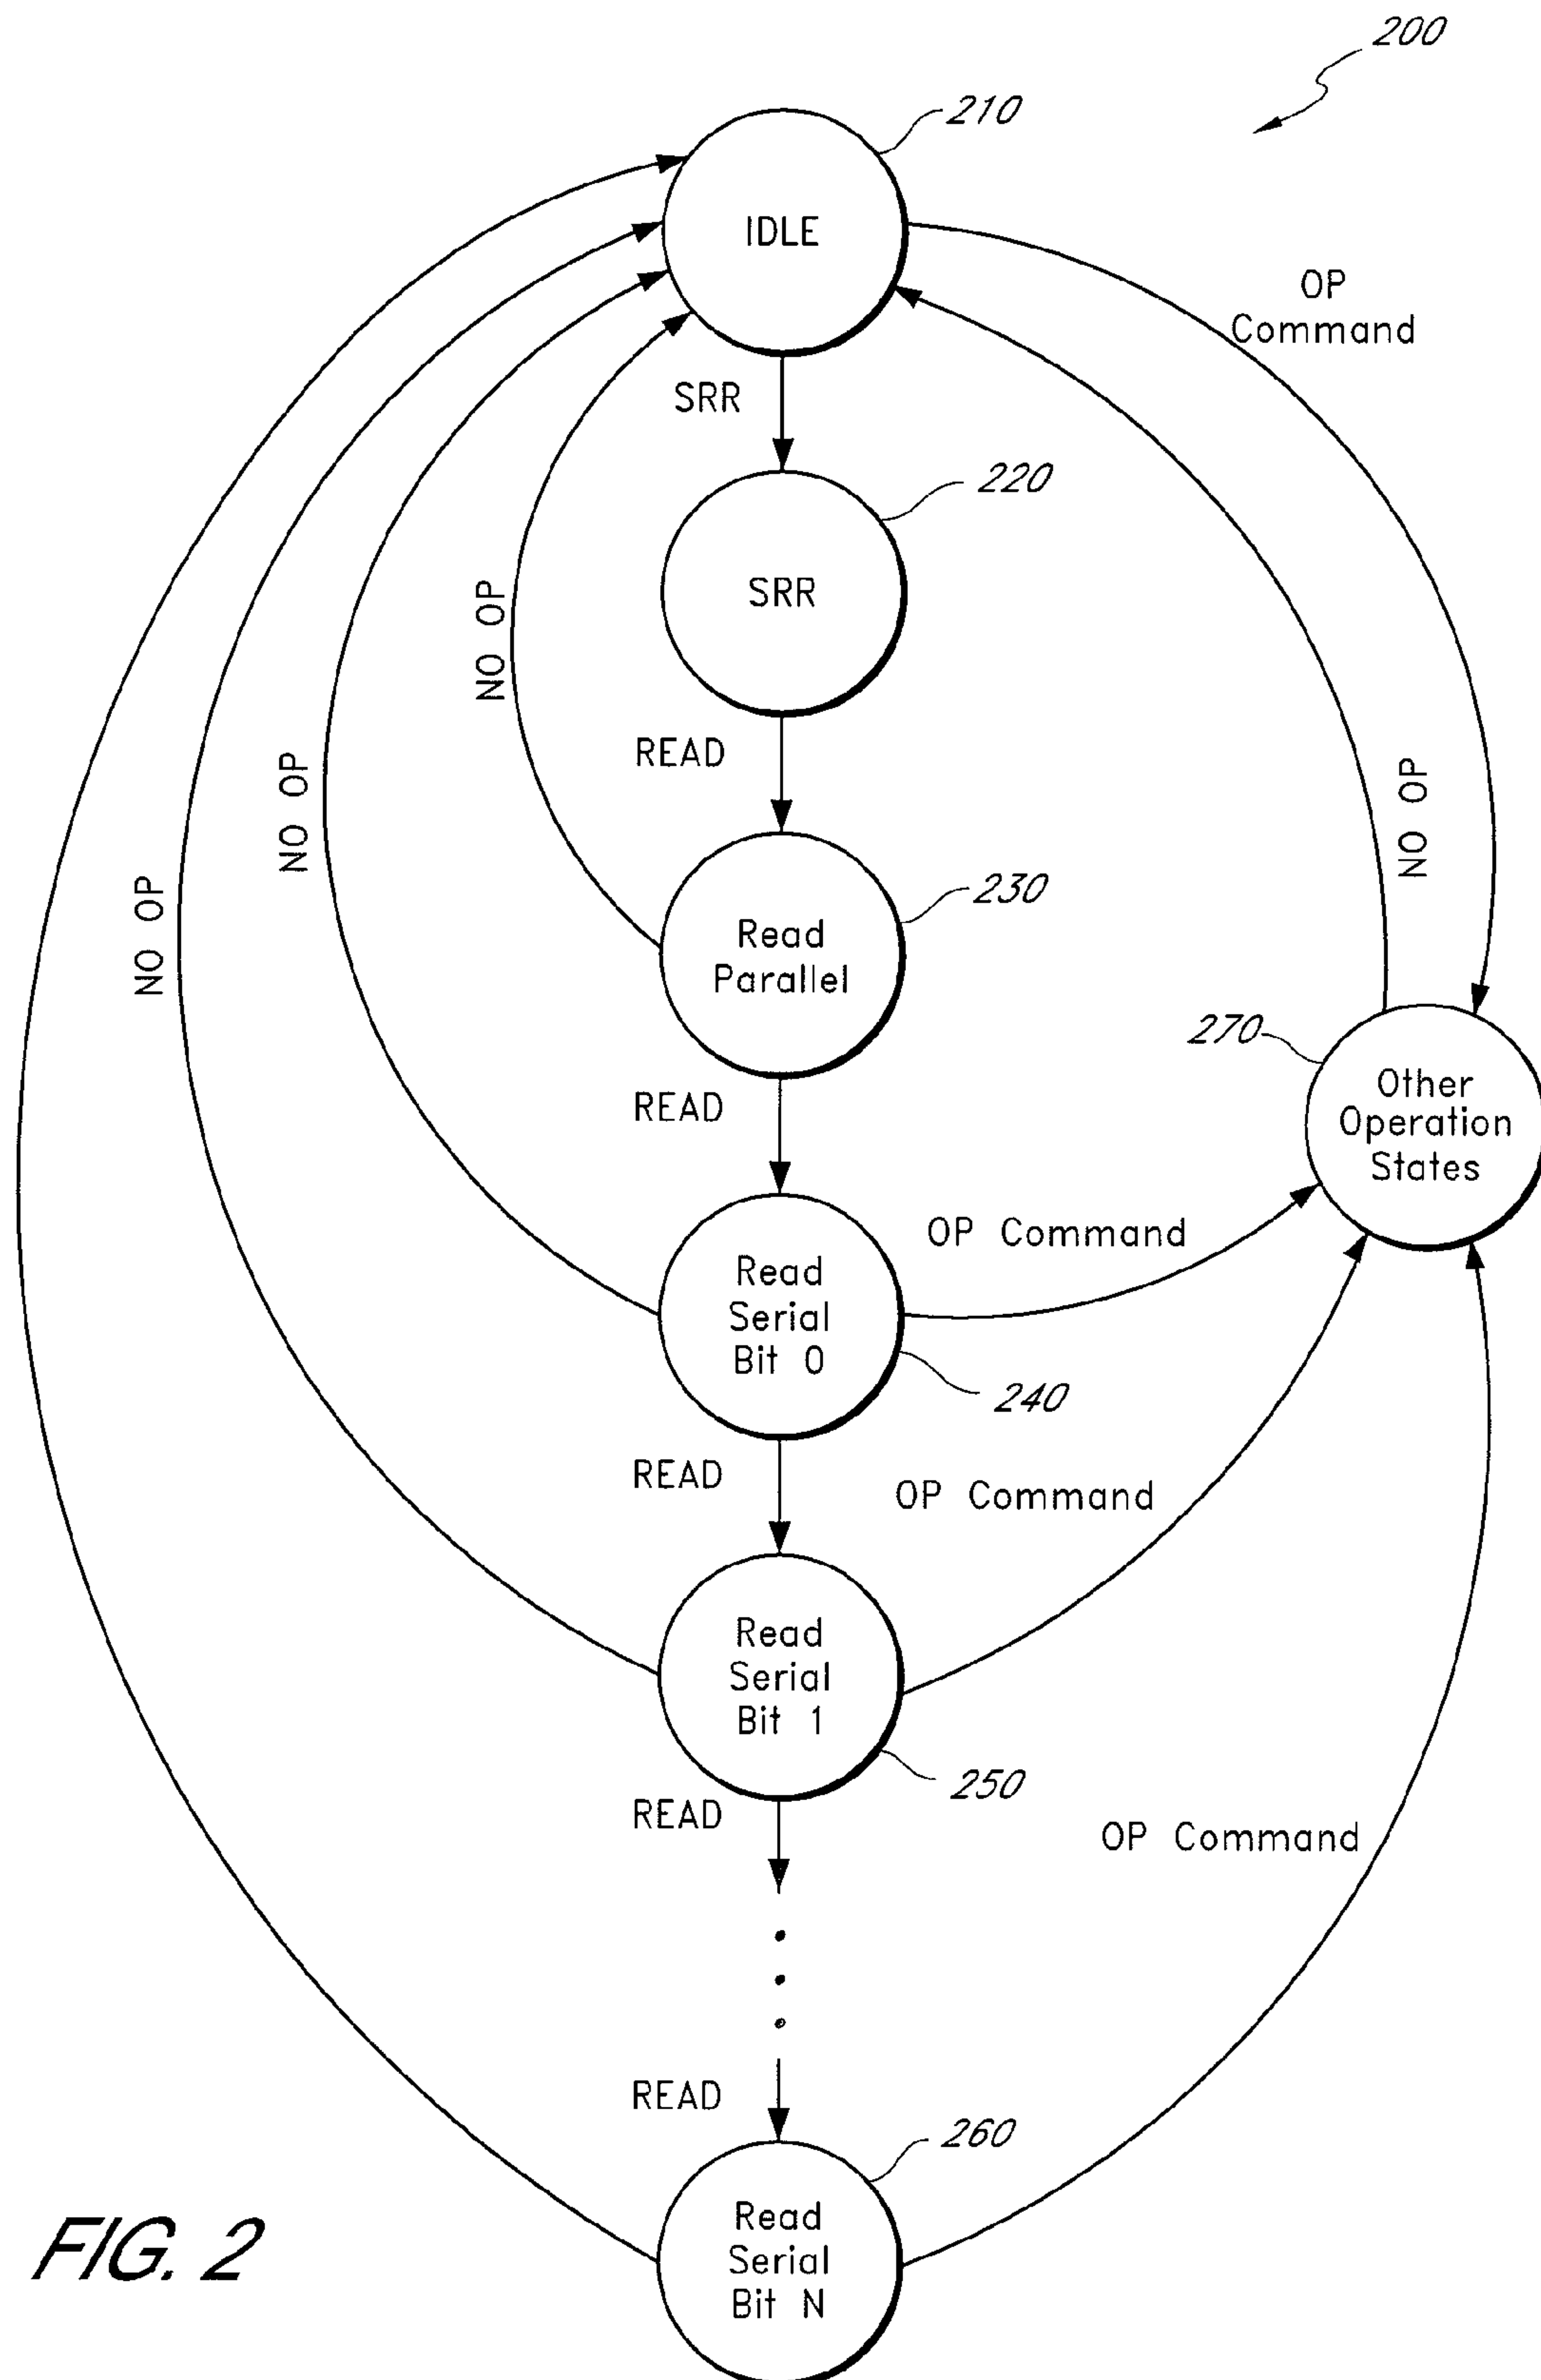 200
210
IDLE
OP
Command
SRR
220
SRR
NO OP
READ
NO OP
NO OP
NO OP
230
Read
Parallel
270
Other
Operation
States
READ
OP Command
Read
Serial
Bit 0
240
READ
OP Command
Read
Serial
Bit 1
250
READ
OP Command
READ
260
Read
Serial
Bit N
FIG. 2